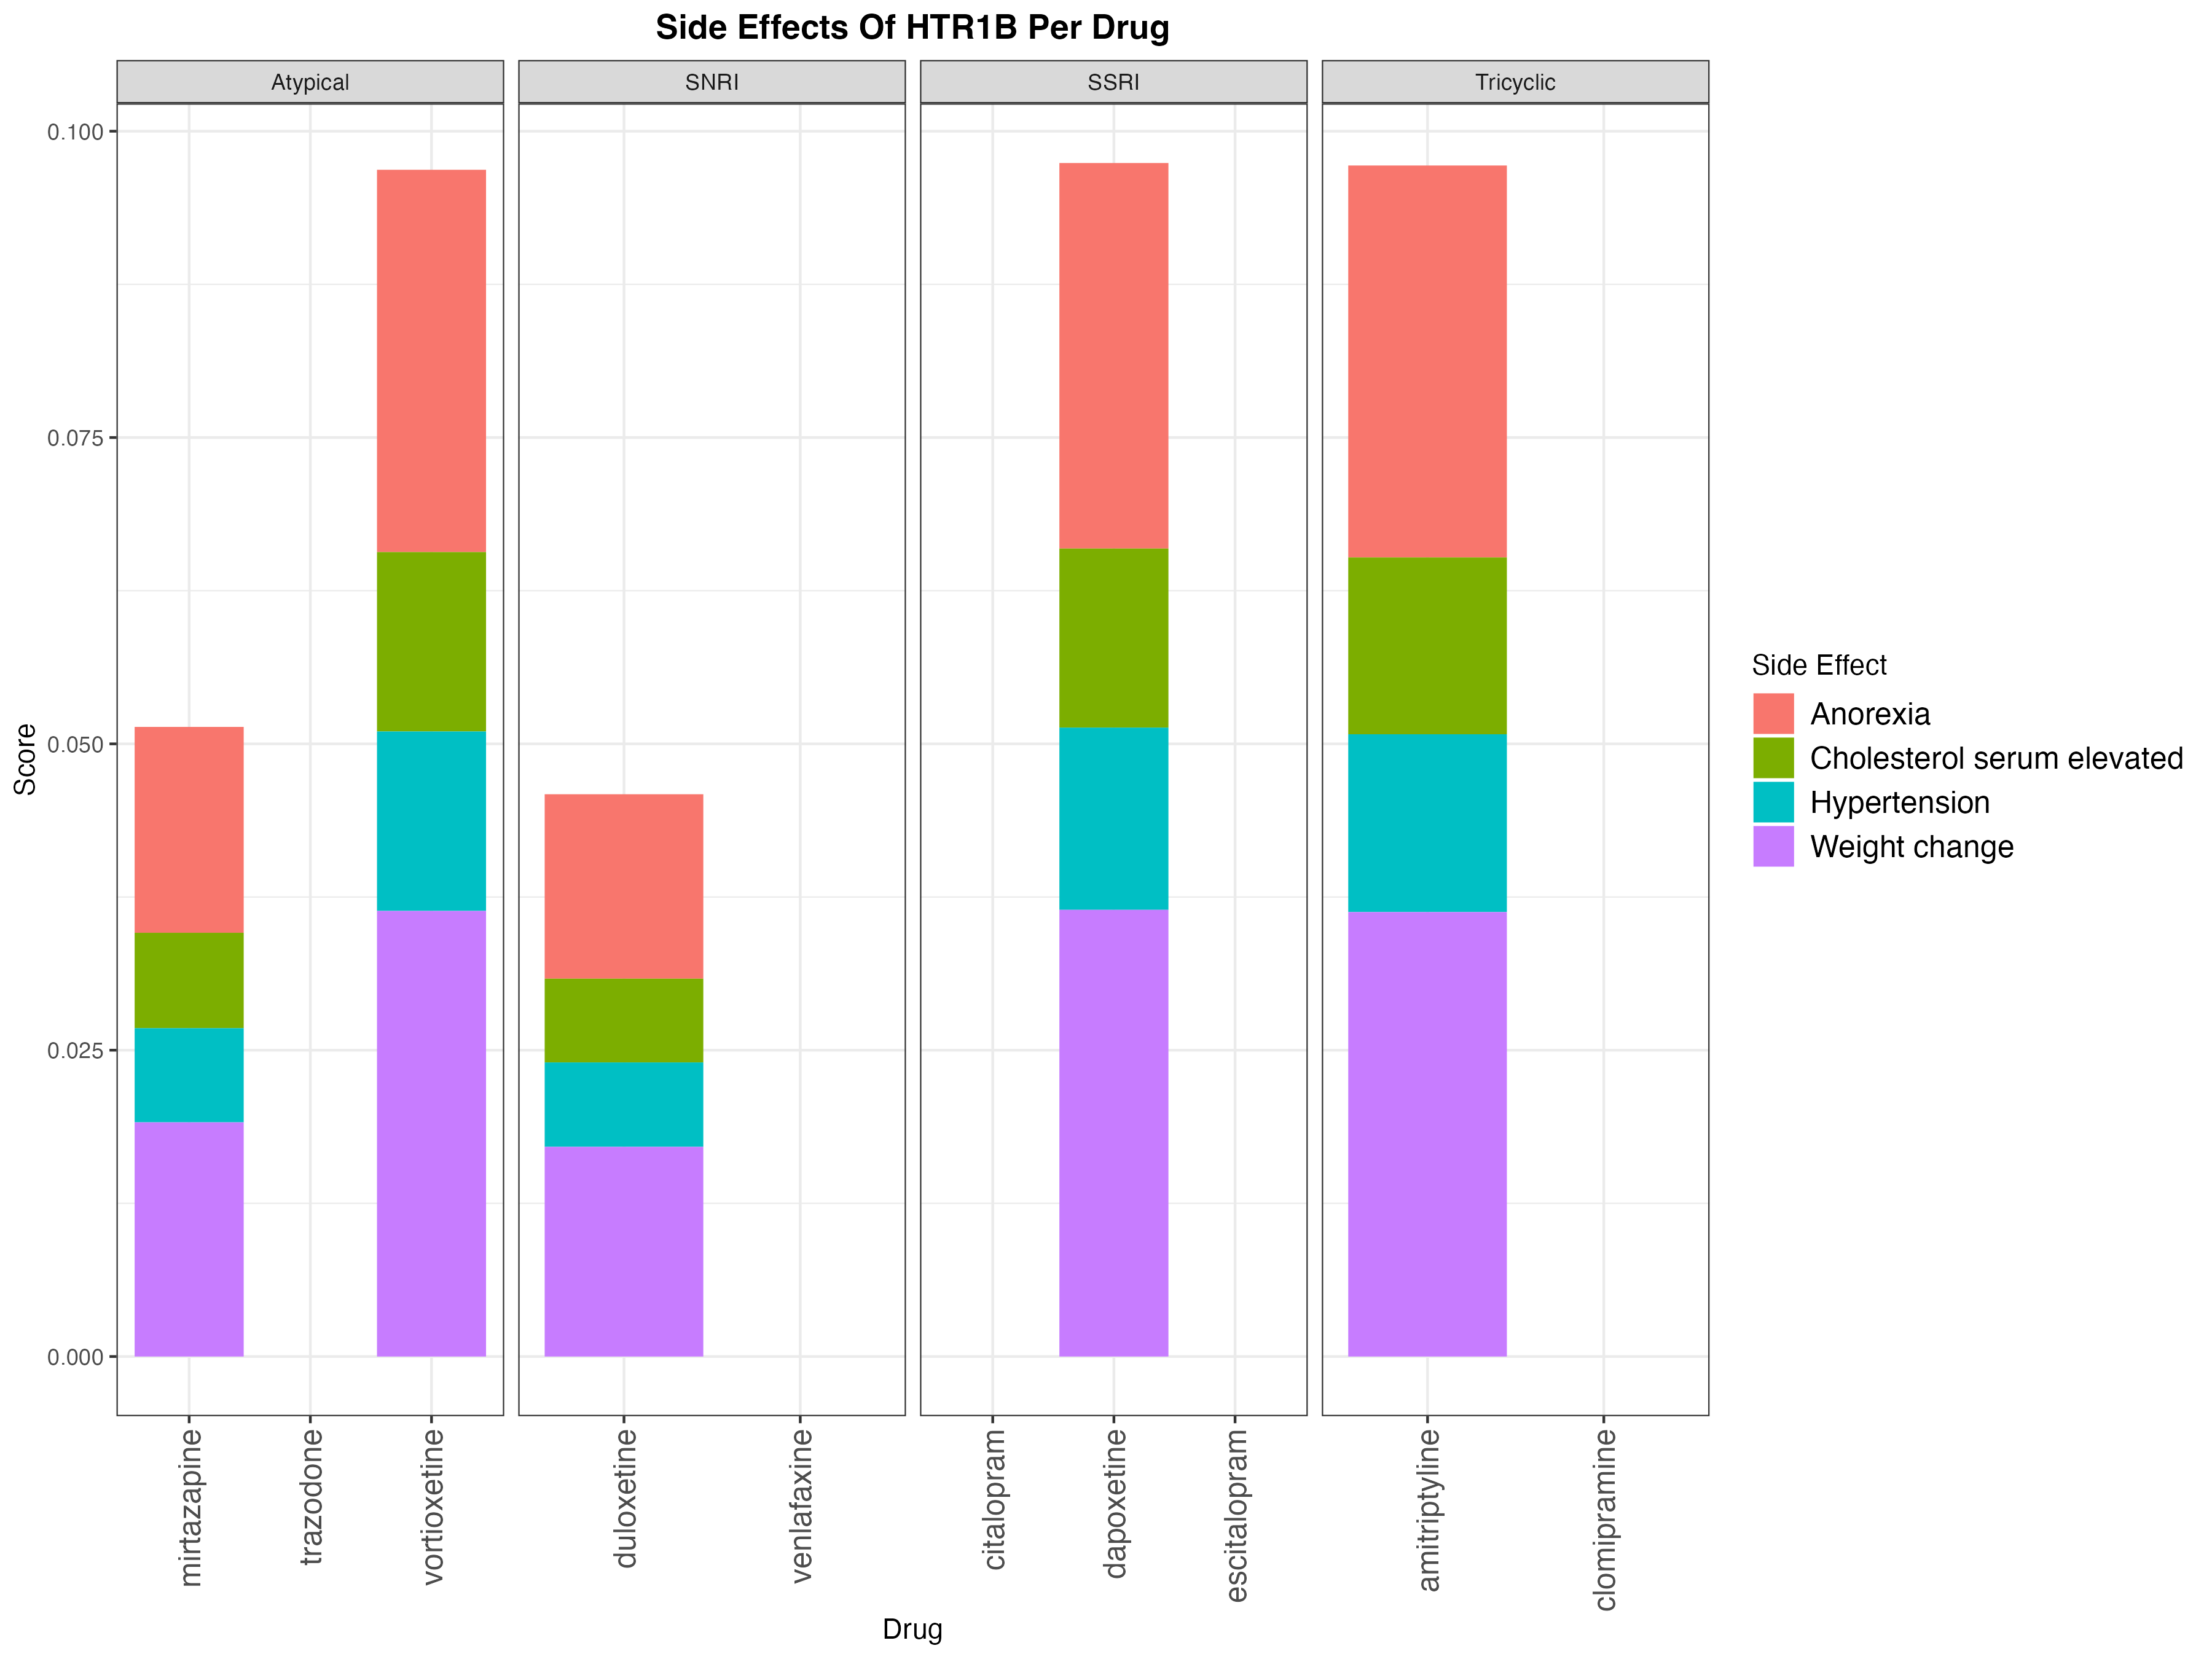 Side Effects Of HTR1B Per Drug
Atypical
SNRI
SSRI
Tricyclic
0.100
0.075
0.050
0.025
0.000
Score
mirtazapine
trazodone
vortioxetine
duloxetine
venlafaxine
citalopram
dapoxetine
escitalopram
amitriptyline
clomipramine
Drug
Side Effect
Anorexia
Cholesterol serum elevated
Hypertension
Weight change